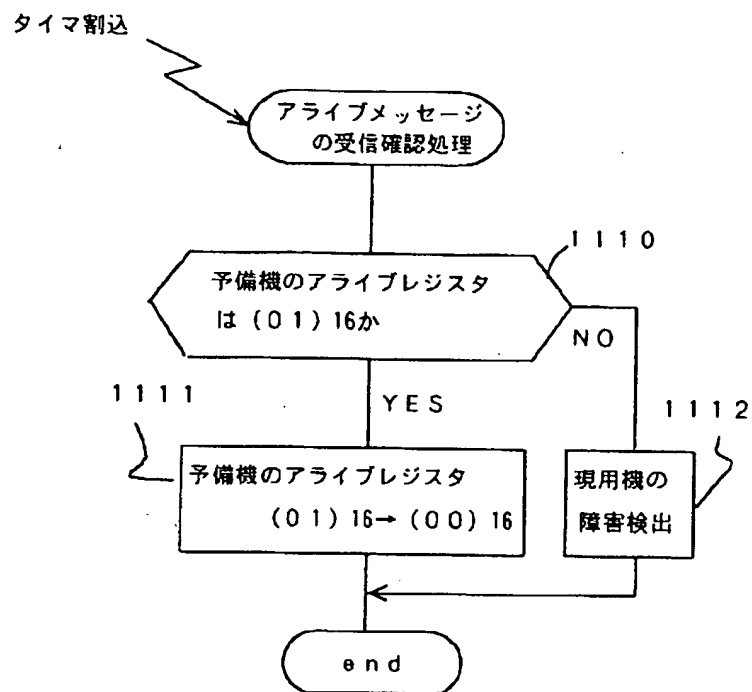 タイマ割込
アライブメッセージ
の受信確認処理
1110
予備機のアライブレジスタ
は(01)16か
NO
1111
YES
1112
予備機のアライブレジスタ
(01)16→(00)16
現用機の
障害検出
end